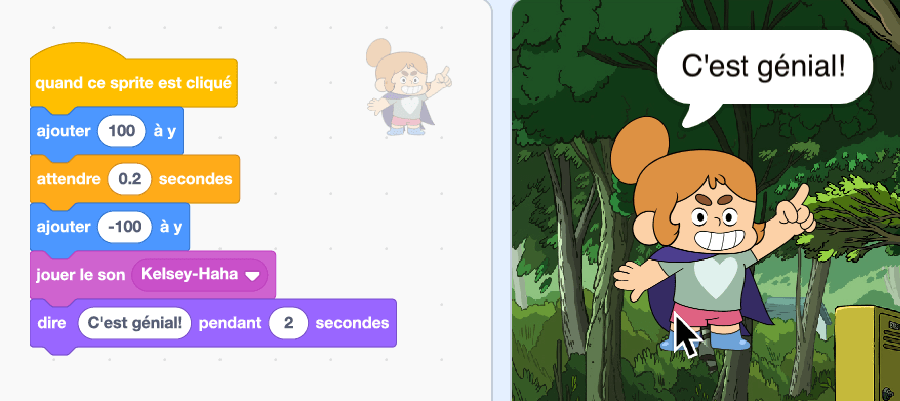 quand ce sprite est cliqué
ajouter 100 à y
attendre 0.2 secondes
ajouter -100 à y
jouer le son Kelsey-Haha
dire C'est génial! pendant 2 secondes
C'est génial!